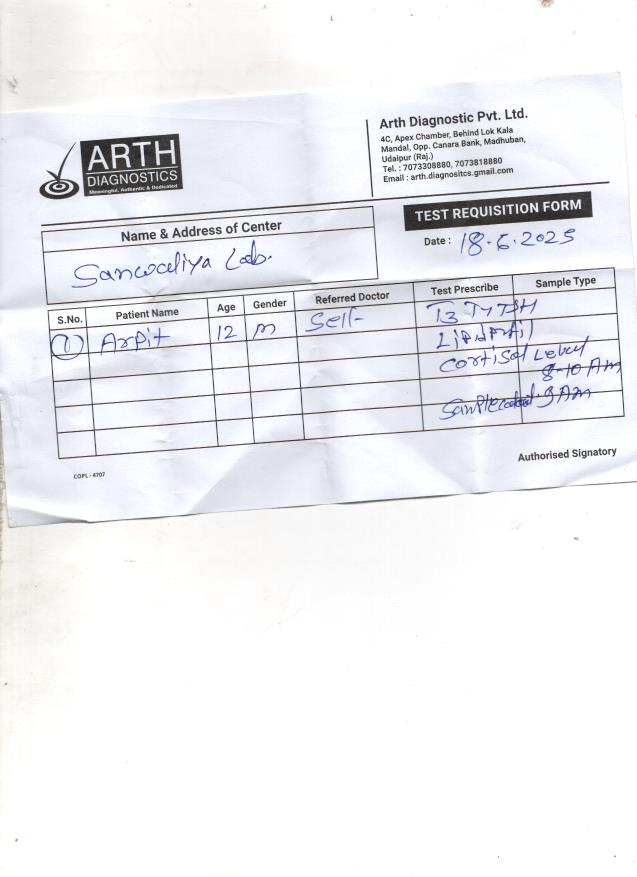 ARTH
DIAGNOSTICS
Meaningful, Authentic & Dedicated
Arth Diagnostic Pvt. Ltd.
4C, Apex Chamber, Behind Lok Kala
Mandal, Opp. Canara Bank, Madhuban,
Udaipur (Raj.)
Tel. : 7073308880, 7073818880
Email : arth.diagnositcs.gmail.com
TEST REQUISITION FORM
Name & Address of Center
Date : 18-6-2025
Sanwaliya Lab.
S.No. Patient Name Age Gender Referred Doctor Test Prescribe Sample Type
1 Arpit 12 m Self T3 T4 TSH
Cortisol Level
8-10 Am
9 Am
Authorised Signatory
COPL - 4707